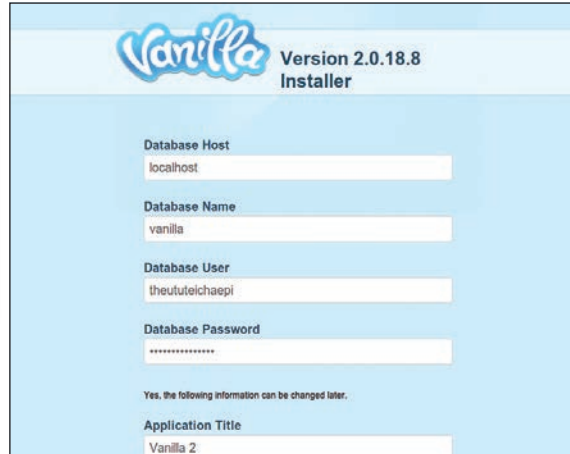 Vanilla
Version 2.0.18.8
Installer
Database Host
localhost
Database Name
vanilla
Database User
theututeichaepi
Database Password
•••••••••••••••
Yes, the following information can be changed later.
Application Title
Vanilla 2